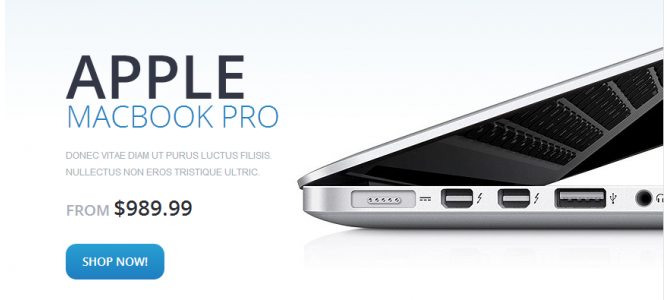 APPLE
MACBOOK PRO
DONEC VITAE DIAM UT PURUS LUCTUS FILISIS.
NULLECTUS NON EROS TRISTIQUE ULTRIC.
FROM $989.99
SHOP NOW!